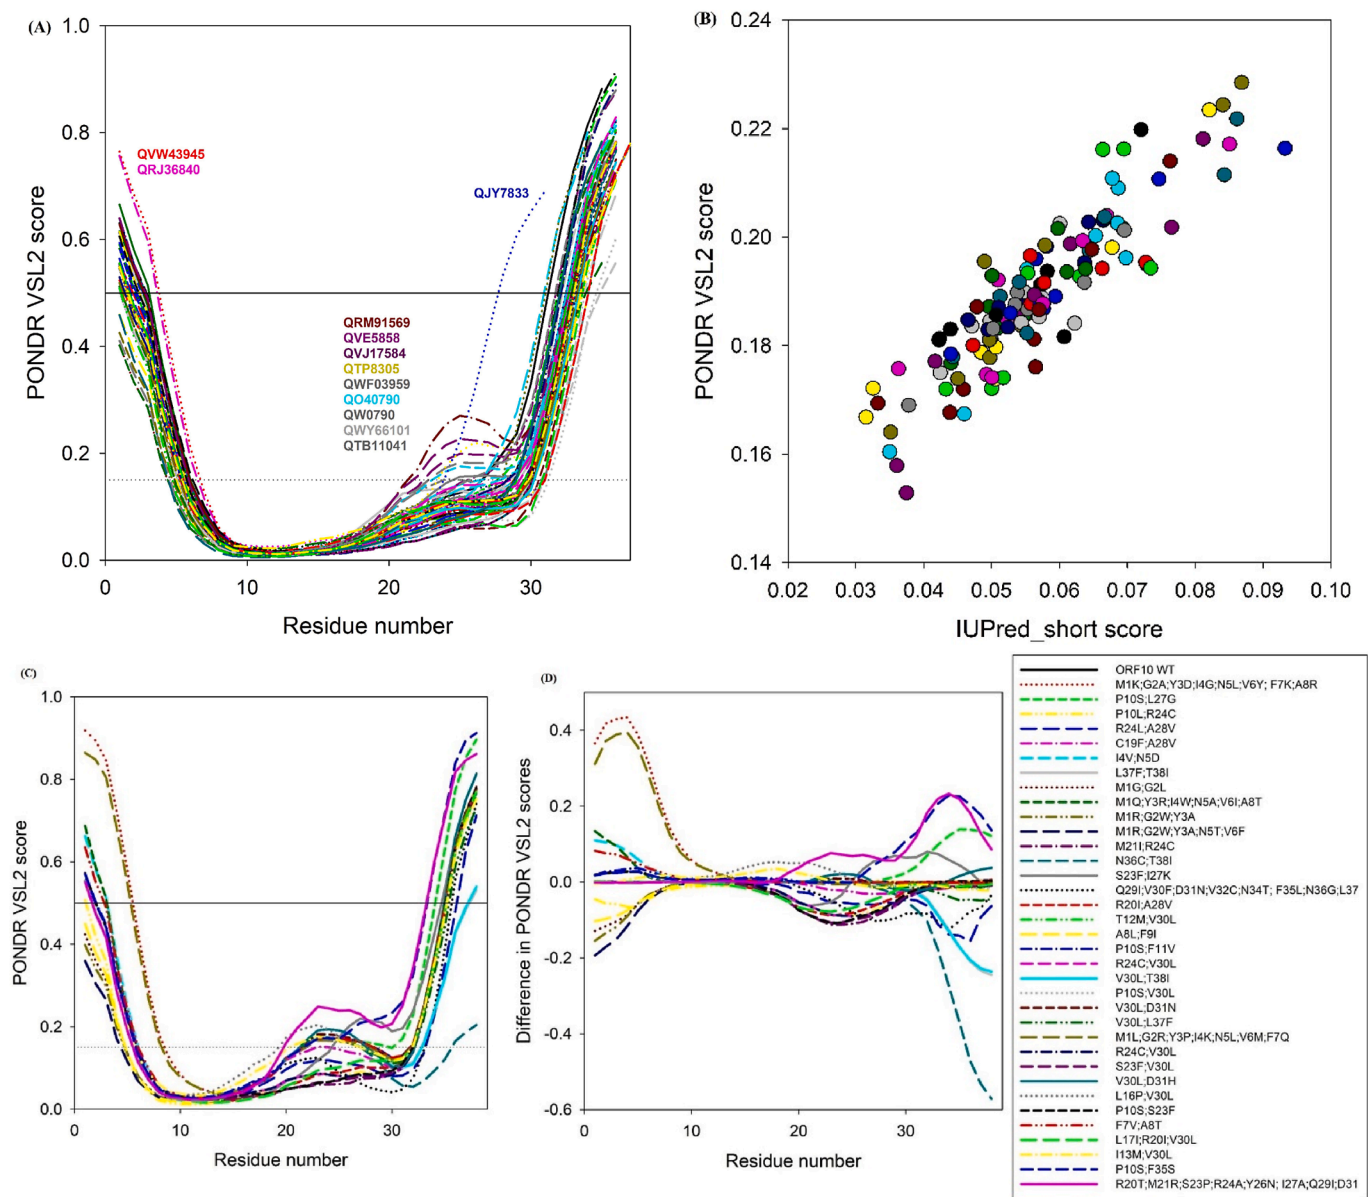 (A)
PONDR VSL2 score
1.0
0.8
0.6
0.4
0.2
0.0
QVW43945
QRJ36840
QJY7833
QRM91569
QVE5858
QVJ17584
QTP8305
QWF03959
QO40790
QW0790
QWY66101
QTB11041
0 10 20 30
Residue number
(B)
PONDR VSL2 score
0.24
0.22
0.20
0.18
0.16
0.14
0.02 0.03 0.04 0.05 0.06 0.07 0.08 0.09 0.10
IUPred_short score
(C)
PONDR VSL2 score
1.0
0.8
0.6
0.4
0.2
0.0
0 10 20 30
Residue number
(D)
Difference in PONDR VSL2 scores
0.4
0.2
0.0
-0.2
-0.4
-0.6
0 10 20 30
Residue number
ORF10 WT
M1K;G2A;Y3D;I4G;N5L;V6Y; F7K;A8R
P10S;L27G
P10L;R24C
R24L;A28V
C19F;A28V
I4V;N5D
L37F;T38I
M1G;G2L
M1Q;Y3R;I4W;N5A;V6I;A8T
M1R;G2W;Y3A
M1R;G2W;Y3A;N5T;V6F
M21I;R24C
N36C;T38I
S23F;I27K
Q29I;V30F;D31N;V32C;N34T; F35L;N36G;L37
R20I;A28V
T12M;V30L
A8L;F9I
P10S;F11V
R24C;V30L
V30L;T38I
P10S;V30L
V30L;D31N
V30L;L37F
M1L;G2R;Y3P;I4K;N5L;V6M;F7Q
R24C;V30L
S23F;V30L
V30L;D31H
L16P;V30L
P10S;S23F
F7V;A8T
L17I;R20I;V30L
I13M;V30L
P10S;F35S
R20T;M21R;S23P;R24A;Y26N; I27A;Q29I;D31